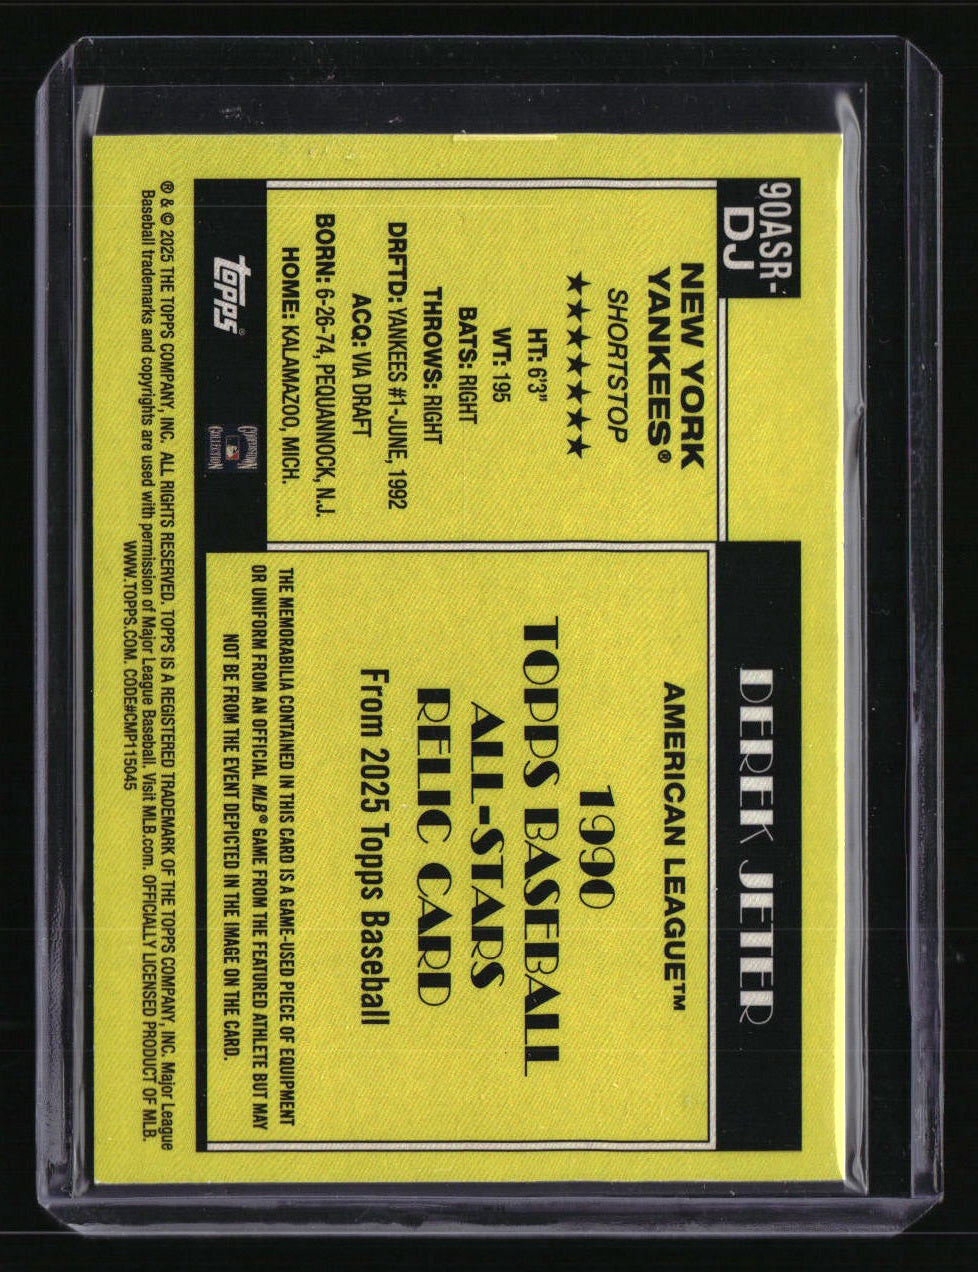 90ASR-
DJ
DEREK JETER
NEW YORK
YANKEES®
SHORTSTOP
★★★★★★★
HT: 6'3"
WT: 195
BATS: RIGHT
THROWS: RIGHT
DRFTD: YANKEES #1-JUNE, 1992
ACQ: VIA DRAFT
BORN: 6-26-74, PEQUANNOCK, N.J.
HOME: KALAMAZOO, MICH.
topps®
COOPERSTOWN
COLLECTION
AMERICAN LEAGUE™
1990
TOPPS BASEBALL
ALL-STARS
RELIC CARD
From 2025 Topps Baseball
THE MEMORABILIA CONTAINED IN THIS CARD IS A GAME-USED PIECE OF EQUIPMENT
OR UNIFORM FROM AN OFFICIAL MLB® GAME FROM THE FEATURED ATHLETE BUT MAY
NOT BE FROM THE EVENT DEPICTED IN THE IMAGE ON THE CARD.
® & © 2025 THE TOPPS COMPANY, INC. ALL RIGHTS RESERVED. TOPPS IS A REGISTERED TRADEMARK OF THE TOPPS COMPANY, INC. Major League
Baseball trademarks and copyrights are used with permission of Major League Baseball. Visit MLB.com. OFFICIALLY LICENSED PRODUCT OF MLB.
WWW.TOPPS.COM. CODE#CMP115045